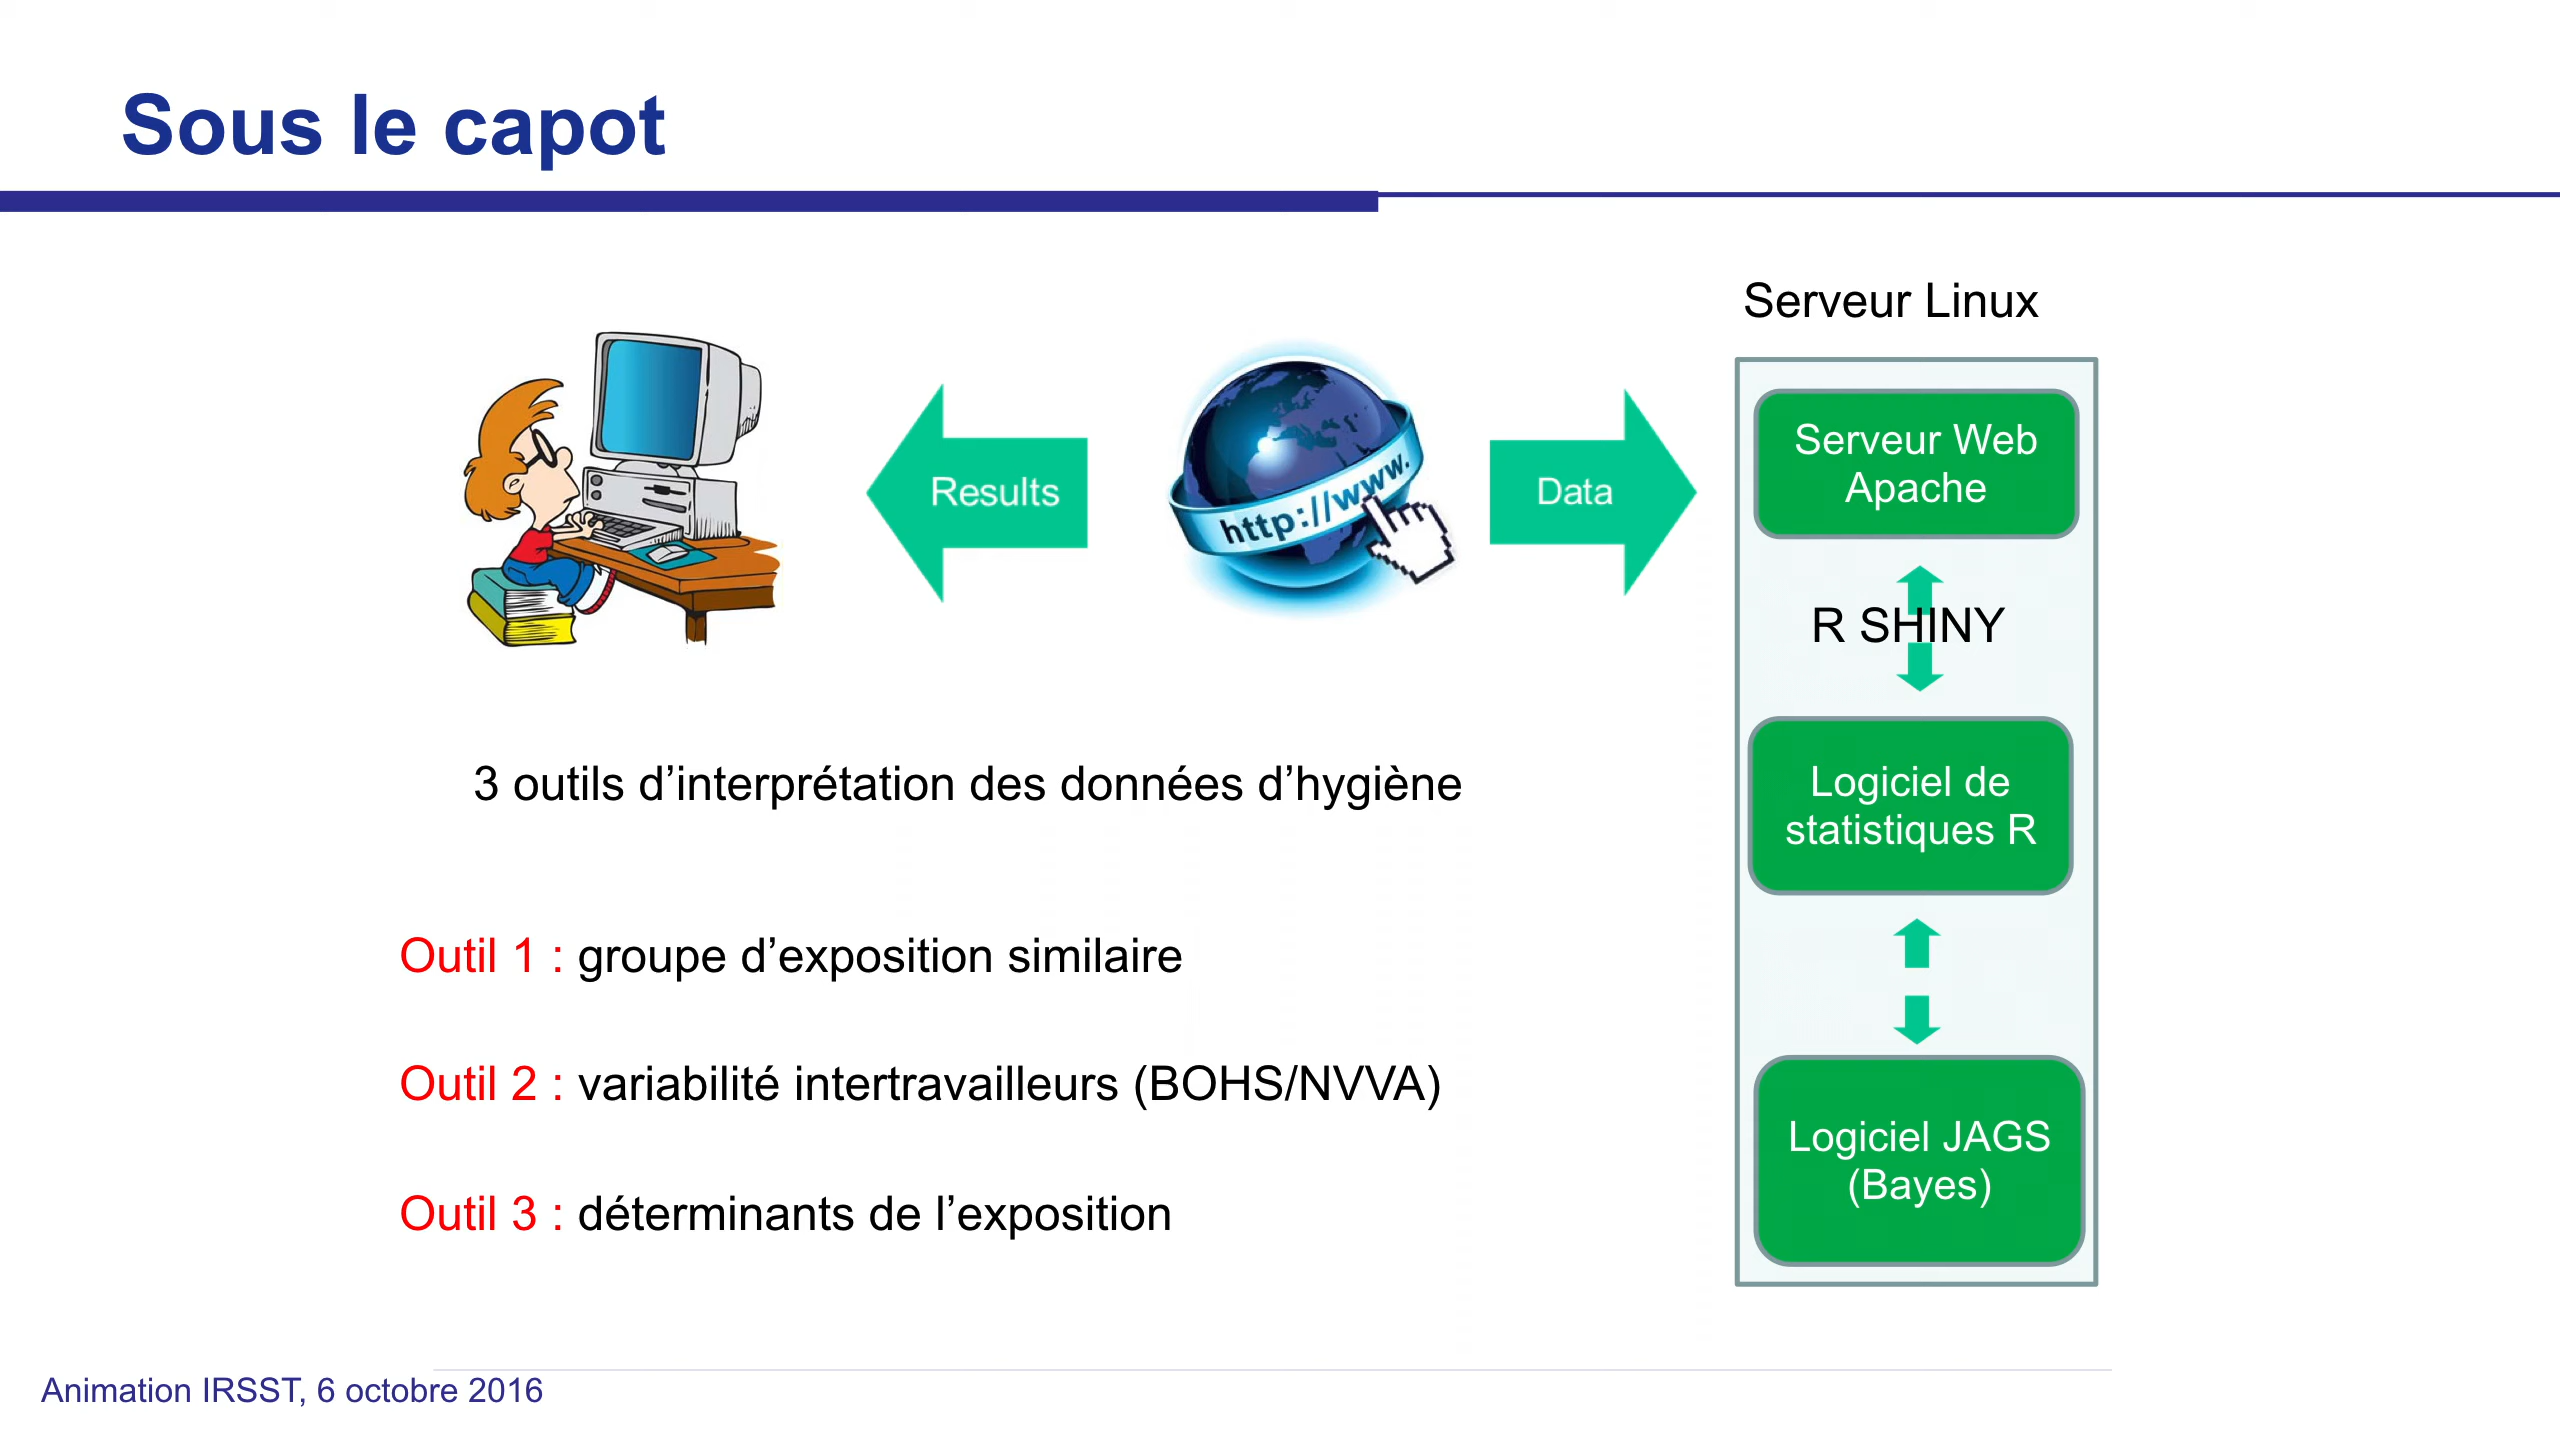 Sous le capot
Serveur Linux
Results
http://www.
Data
Serveur Web
Apache
R SHINY
Logiciel de
statistiques R
Logiciel JAGS
(Bayes)
3 outils d’interprétation des données d’hygiène
Outil 1 : groupe d’exposition similaire
Outil 2 : variabilité intertravailleurs (BOHS/NVVA)
Outil 3 : déterminants de l’exposition
Animation IRSST, 6 octobre 2016